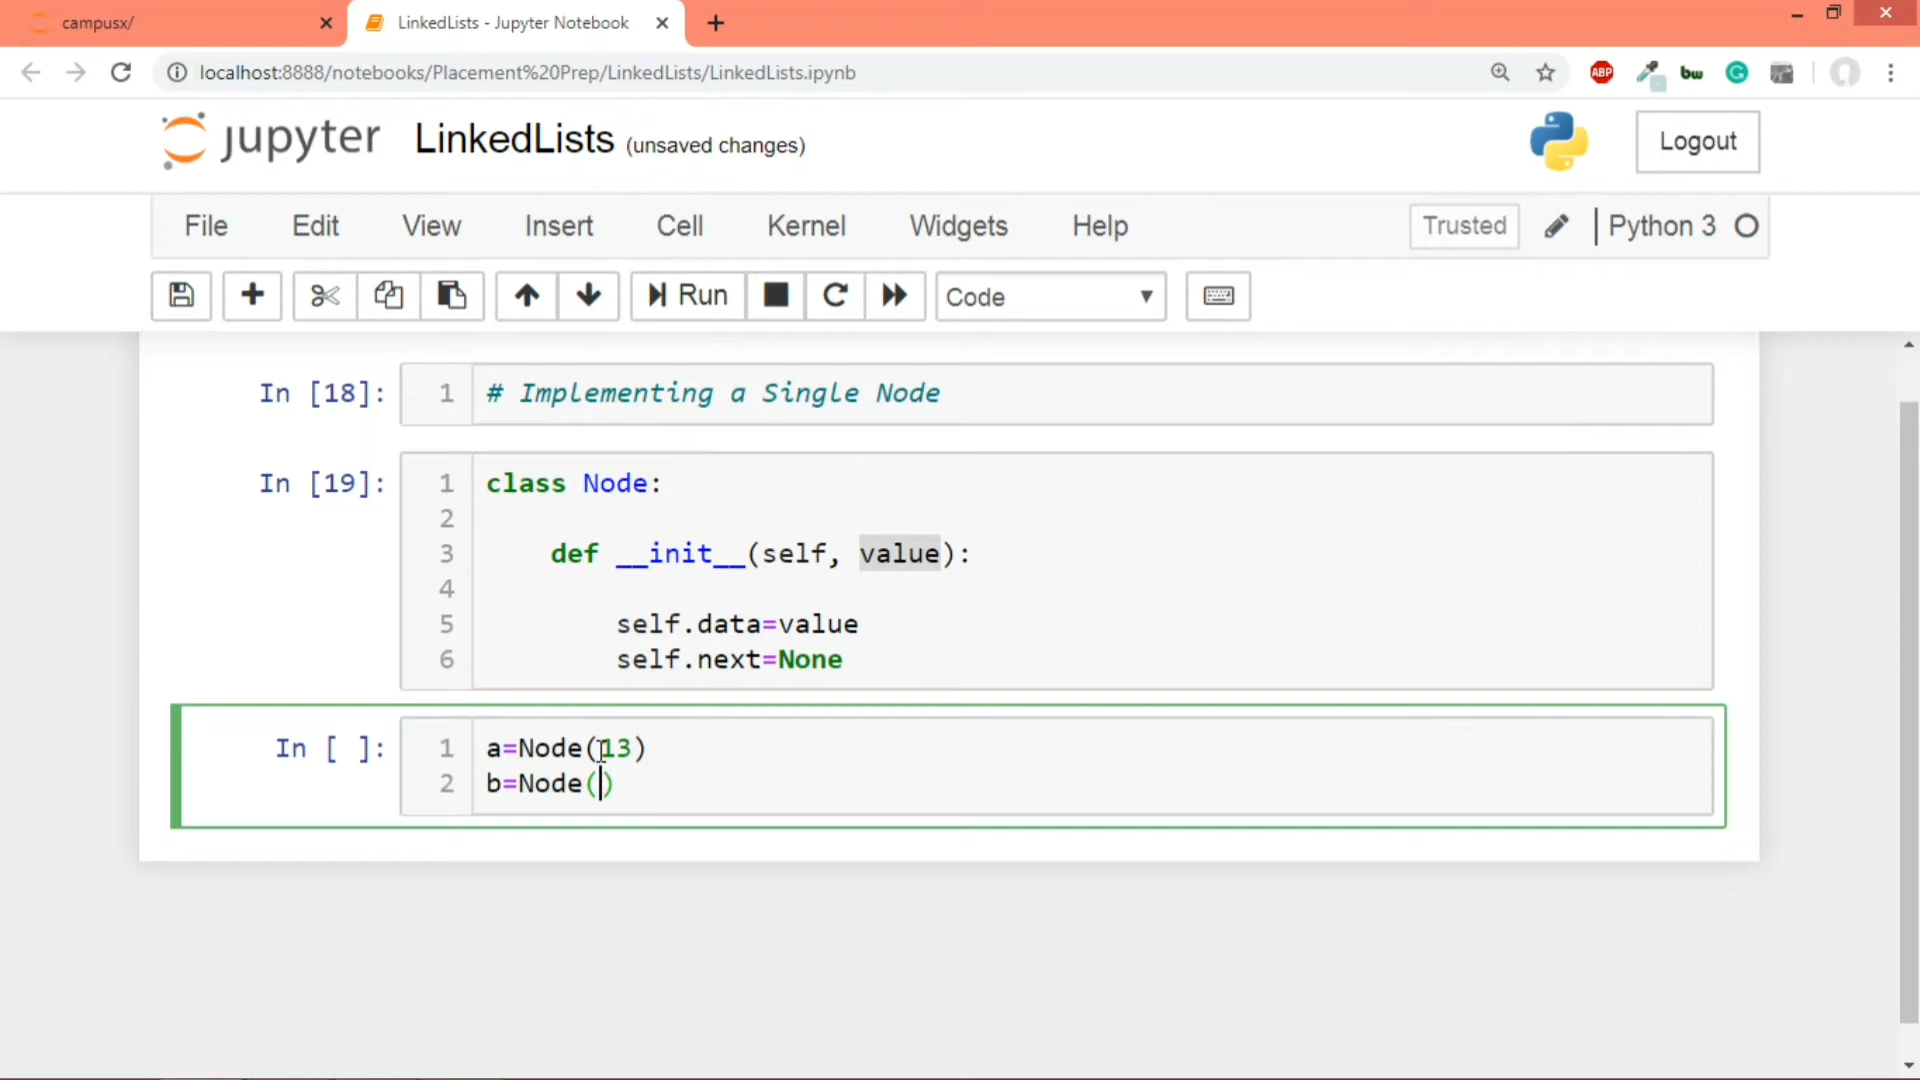 campusx/
LinkedLists - Jupyter Notebook
localhost:8888/notebooks/Placement%20Prep/LinkedLists/LinkedLists.ipynb
ABP
bw
G
jupyter LinkedLists (unsaved changes)
Logout
File Edit View Insert Cell Kernel Widgets Help
Trusted
Python 3
Run
Code
In [18]: 1 # Implementing a Single Node
In [19]: 1 class Node:
2
3 def __init__(self, value):
4
5 self.data=value
6 self.next=None
In [ ]: 1 a=Node(13)
2 b=Node()